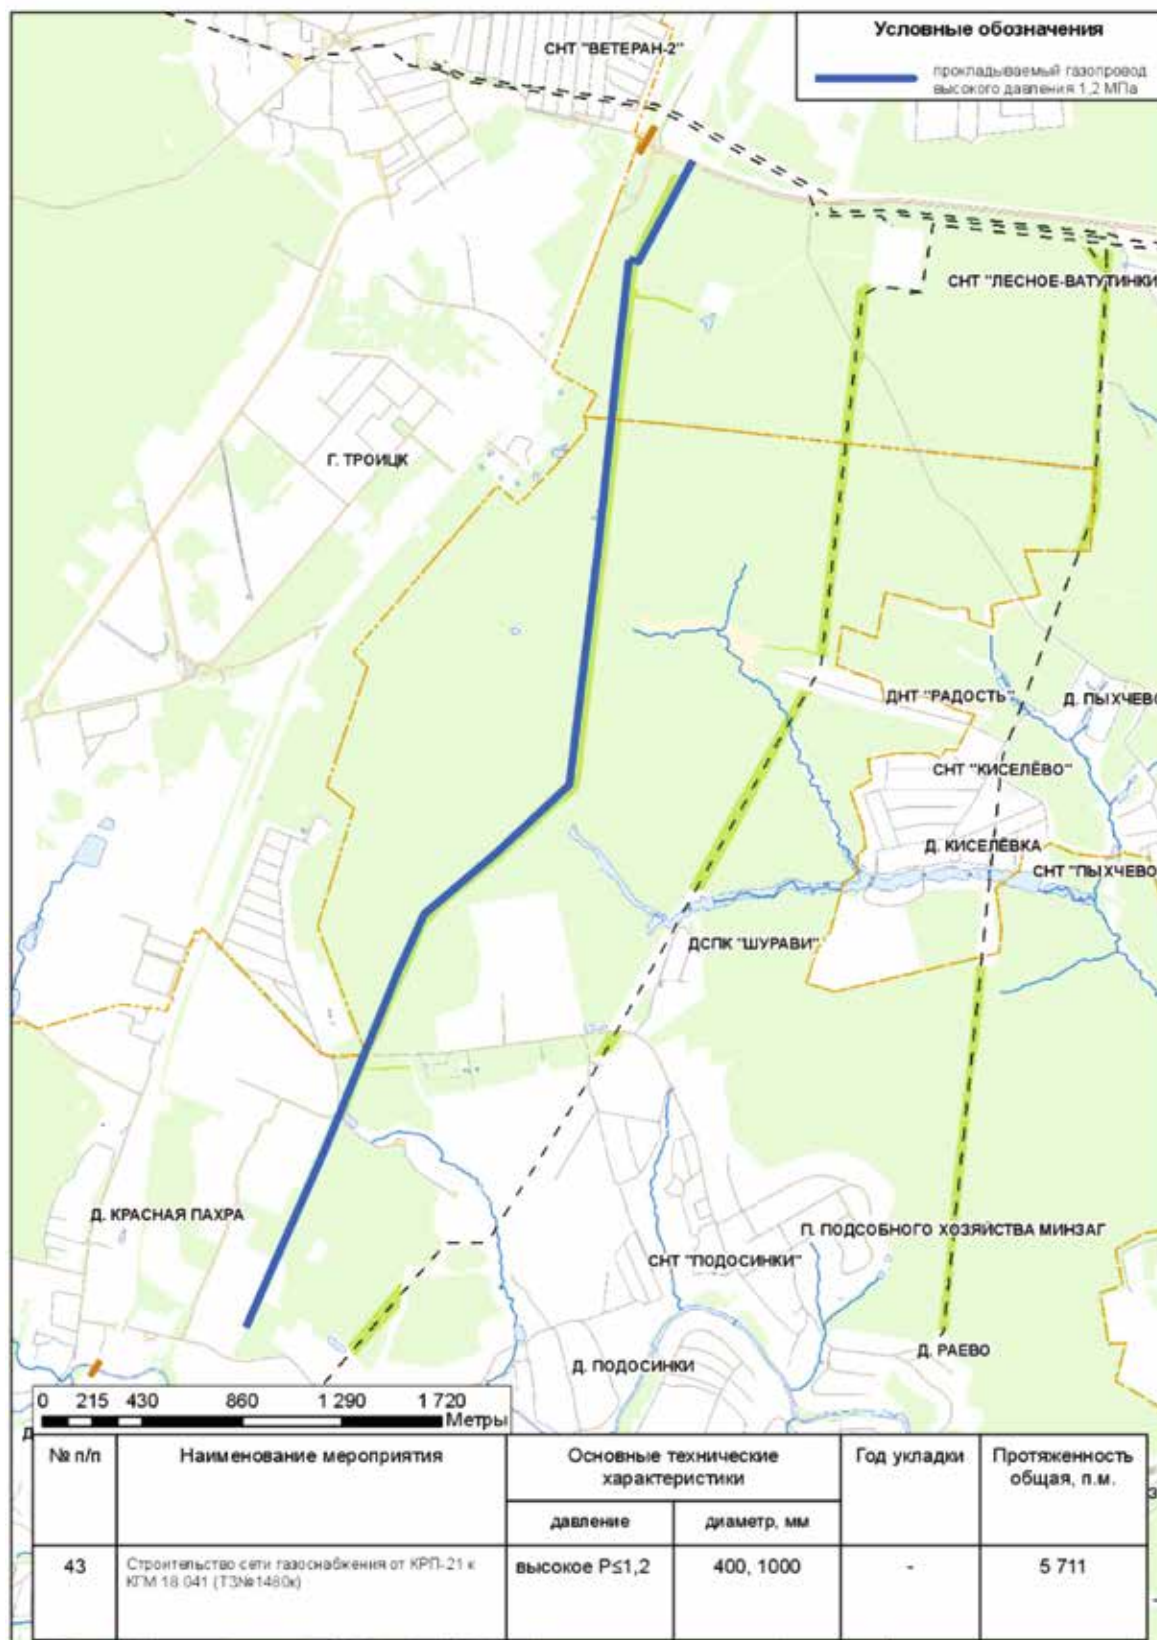 Условные обозначения
прокладываемый газопровод
высокого давления 1,2 МПа
СНТ "ВЕТЕРАН-2"
СНТ "ЛЕСНОЕ-ВАТУТИНКИ
Г. ТРОИЦК
ДНТ "РАДОСТЬ"
Д. ПЫХЧЕВО
СНТ "КИСЕЛЁВО"
Д. КИСЕЛЁВКА
СНТ "ПЫХЧЕВО
ДСПК "ШУРАВИ"
Д. КРАСНАЯ ПАХРА
П. ПОДСОБНОГО ХОЗЯЙСТВА МИНЗАГ
СНТ "ПОДОСИНКИ"
Д. ПОДОСИНКИ
Д. РАЕВО
0 215 430 860 1 290 1 720
Метры
№ п/п Наименование мероприятия Основные технические характеристики Год укладки Протяженность общая, п.м.
давление диаметр, мм
43 Строительство сети газоснабжения от КРП-21 к
КГМ 18 041 (ТЗ№1480к)
высокое P≤1,2 400, 1000 - 5 711